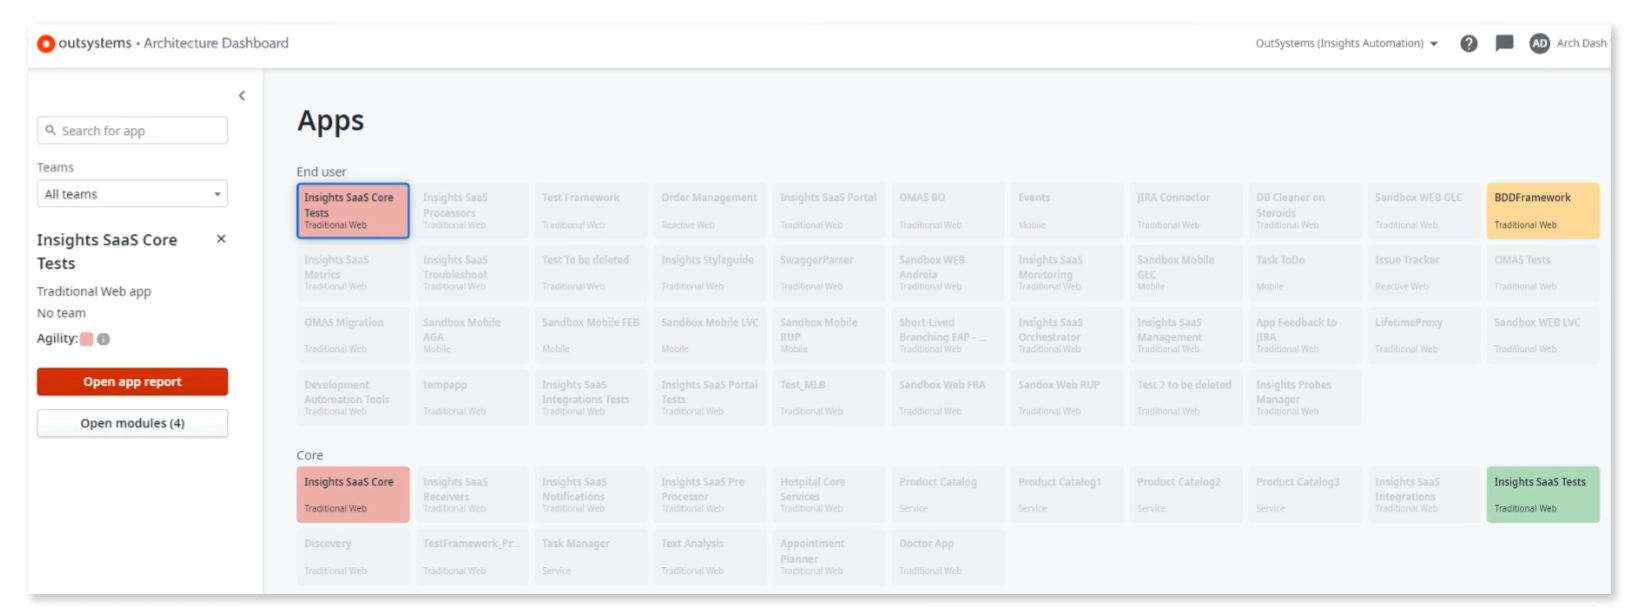 outsystems • Architecture Dashboard
OutSystems (Insights Automation)
?
AD
Arch Dash
Search for app
Teams
All teams
Insights SaaS Core
Tests
Traditional Web app
No team
Agility:
i
Open app report
Open modules (4)
Apps
End user
Insights SaaS Core
Tests
Traditional Web
Insights SaaS
Processors
Traditional Web
Test Framework
Traditional Web
Order Management
Reactive Web
Insights SaaS Portal
Traditional Web
OMAS BO
Traditional Web
Events
Mobile
JIRA Connector
Traditional Web
DB Cleaner on
Steroids
Traditional Web
Sandbox WEB GLC
Traditional Web
BDDFramework
Traditional Web
Insights SaaS
Metrics
Traditional Web
Insights SaaS
Troubleshoot
Traditional Web
Test To be deleted
Traditional Web
Insights Styleguide
Traditional Web
SwaggerParser
Traditional Web
Sandbox WEB
Andreia
Traditional Web
Insights SaaS
Monitoring
Traditional Web
Sandbox Mobile
GLC
Mobile
Task ToDo
Mobile
Issue Tracker
Reactive Web
OMAS Tests
Traditional Web
OMAS Migration
Traditional Web
Sandbox Mobile
AGA
Mobile
Sandbox Mobile FEB
Mobile
Sandbox Mobile LVC
Mobile
Sandbox Mobile
RUP
Mobile
Short-Lived
Branching EAP - ...
Traditional Web
Insights SaaS
Orchestrator
Traditional Web
Insights SaaS
Management
Traditional Web
App Feedback to
JIRA
Traditional Web
LifetimeProxy
Traditional Web
Sandbox WEB LVC
Traditional Web
Development
Automation Tools
Traditional Web
tempapp
Traditional Web
Insights SaaS
Integrations Tests
Traditional Web
Insights SaaS Portal
Tests
Traditional Web
Test_MLB
Traditional Web
Sandbox Web FRA
Traditional Web
Sandox Web RUP
Traditional Web
Test 2 to be deleted
Traditional Web
Insights Probes
Manager
Traditional Web
Core
Insights SaaS Core
Traditional Web
Insights SaaS
Receivers
Traditional Web
Insights SaaS
Notifications
Traditional Web
Insights SaaS Pre
Processor
Traditional Web
Hospital Core
Services
Traditional Web
Product Catalog
Service
Product Catalog1
Service
Product Catalog2
Service
Product Catalog3
Service
Insights SaaS
Integrations
Traditional Web
Insights SaaS Tests
Traditional Web
Discovery
Traditional Web
TestFramework_Pr...
Traditional Web
Task Manager
Service
Text Analysis
Traditional Web
Appointment
Planner
Traditional Web
Doctor App
Traditional Web